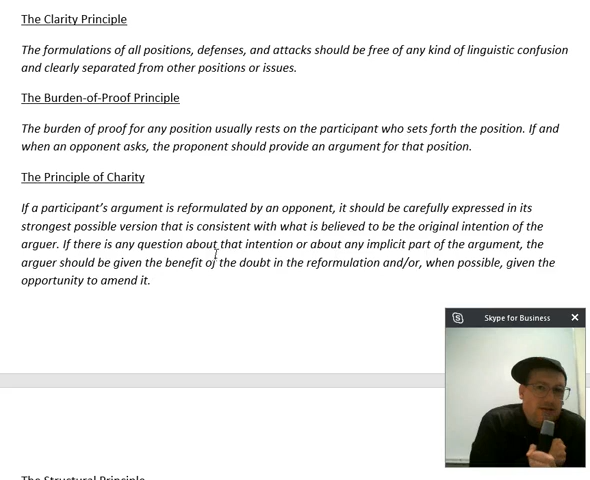 The Clarity Principle
The formulations of all positions, defenses, and attacks should be free of any kind of linguistic confusion
and clearly separated from other positions or issues.
The Burden-of-Proof Principle
The burden of proof for any position usually rests on the participant who sets forth the position. If and
when an opponent asks, the proponent should provide an argument for that position.
The Principle of Charity
If a participant’s argument is reformulated by an opponent, it should be carefully expressed in its
strongest possible version that is consistent with what is believed to be the original intention of the
arguer. If there is any question about that intention or about any implicit part of the argument, the
arguer should be given the benefit of the doubt in the reformulation and/or, when possible, given the
opportunity to amend it.
Skype for Business
The Structural Principle